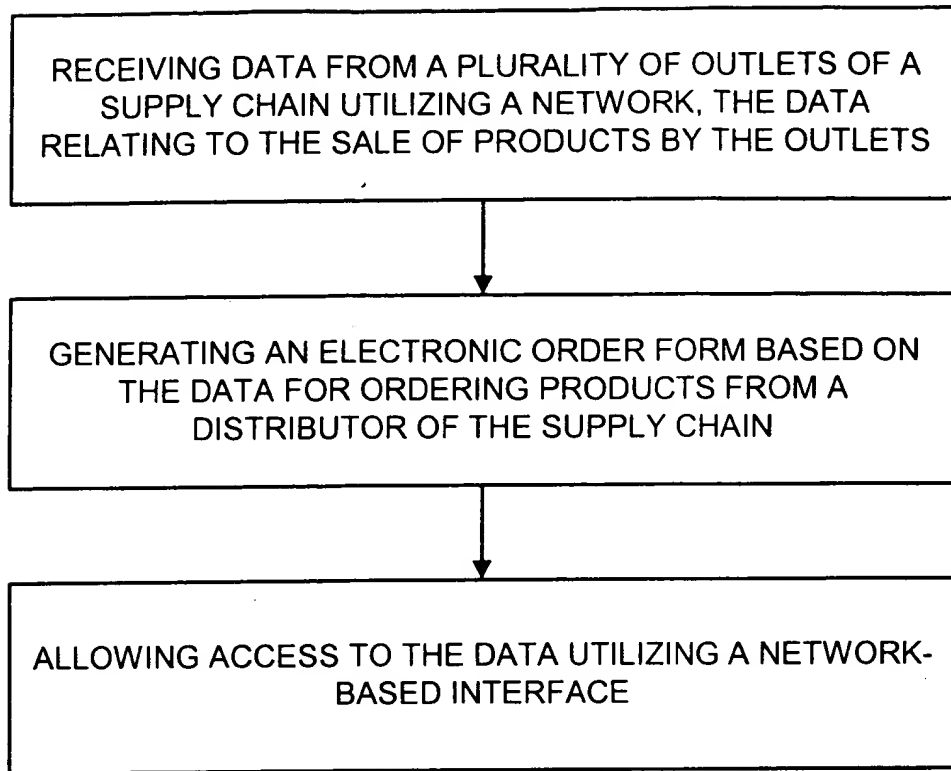 RECEIVING DATA FROM A PLURALITY OF OUTLETS OF A
SUPPLY CHAIN UTILIZING A NETWORK, THE DATA
RELATING TO THE SALE OF PRODUCTS BY THE OUTLETS
GENERATING AN ELECTRONIC ORDER FORM BASED ON
THE DATA FOR ORDERING PRODUCTS FROM A
DISTRIBUTOR OF THE SUPPLY CHAIN
ALLOWING ACCESS TO THE DATA UTILIZING A NETWORK-
BASED INTERFACE